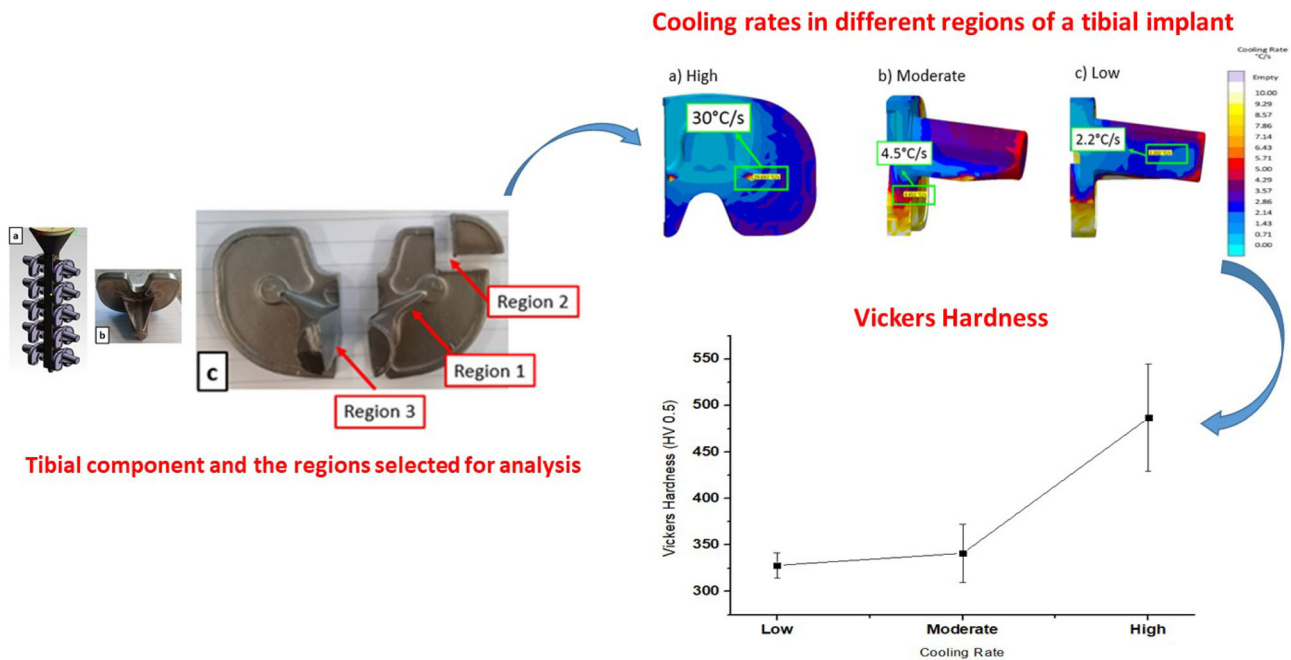 Cooling rates in different regions of a tibial implant
a) High
b) Moderate
c) Low
Cooling Rate
°C/s
Empty
10.00
9.29
8.57
7.86
7.14
6.43
5.71
5.00
4.29
3.57
2.86
2.14
1.43
0.71
0.00
30°C/s
4.5°C/s
2.2°C/s
a
b
c
Region 2
Region 1
Region 3
Tibial component and the regions selected for analysis
Vickers Hardness
Vickers Hardness (HV 0.5)
550
500
450
400
350
300
Low
Moderate
High
Cooling Rate